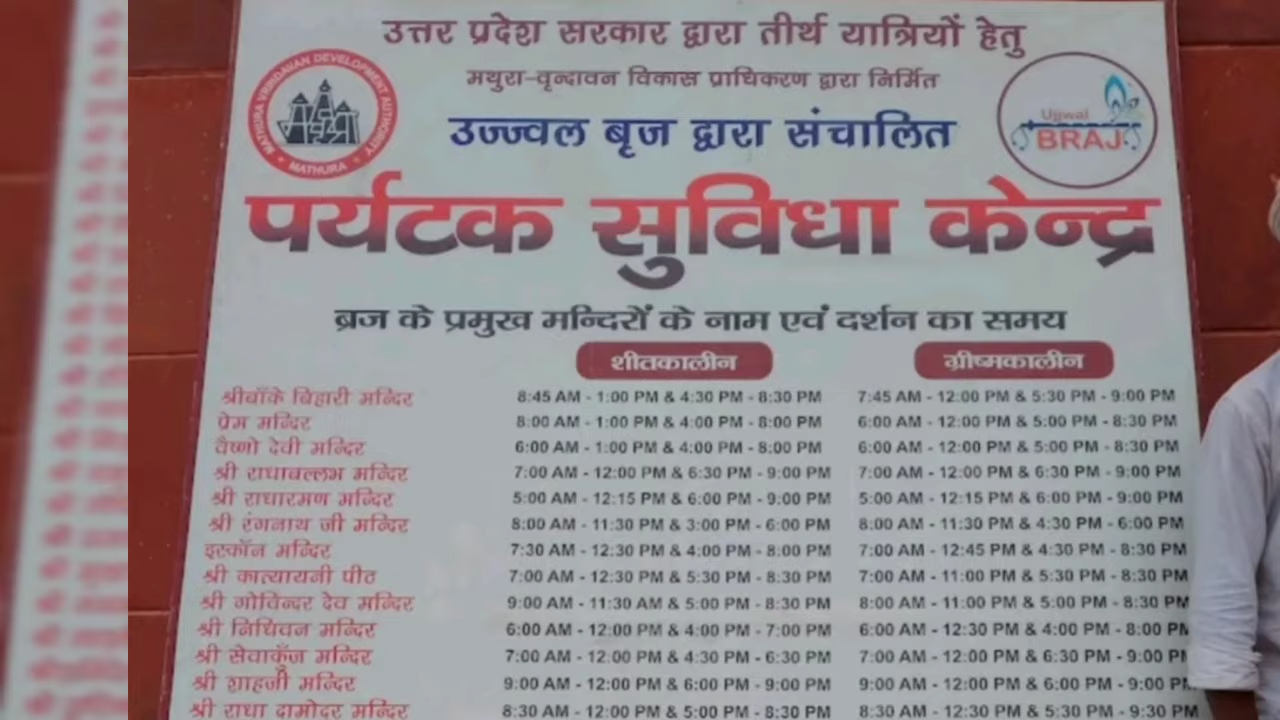 उत्तर प्रदेश सरकार द्वारा तीर्थ यात्रियों हेतु
MATHURA VRINDAVAN DEVELOPMENT AUTHORITY
MATHURA
मथुरा-वृन्दावन विकास प्राधिकरण द्वारा निर्मित
Ujjwal
BRAJ
उज्ज्वल बृज द्वारा संचालित
पर्यटक सुविधा केन्द्र
ब्रज के प्रमुख मन्दिरों के नाम एवं दर्शन का समय
शीतकालीन ग्रीष्मकालीन
श्रीबाँके बिहारी मन्दिर 8:45 AM - 1:00 PM & 4:30 PM - 8:30 PM 7:45 AM - 12:00 PM & 5:30 PM - 9:00 PM
प्रेम मन्दिर 8:00 AM - 1:00 PM & 4:00 PM - 8:00 PM 6:00 AM - 12:00 PM & 5:00 PM - 8:30 PM
वैष्णो देवी मन्दिर 6:00 AM - 1:00 PM & 4:00 PM - 8:00 PM 6:00 AM - 12:00 PM & 5:00 PM - 8:30 PM
श्री राधाबल्लभ मन्दिर 7:00 AM - 12:00 PM & 6:30 PM - 9:00 PM 7:00 AM - 12:00 PM & 6:30 PM - 9:00 PM
श्री राधारमण मन्दिर 5:00 AM - 12:15 PM & 6:00 PM - 9:00 PM 5:00 AM - 12:15 PM & 6:00 PM - 9:00 PM
श्री रंगनाथ जी मन्दिर 8:00 AM - 11:30 PM & 3:00 PM - 6:00 PM 8:00 AM - 11:30 PM & 4:30 PM - 6:00 PM
इस्कॉन मन्दिर 7:30 AM - 12:30 PM & 4:00 PM - 8:00 PM 7:00 AM - 12:45 PM & 4:30 PM - 8:30 PM
श्री कात्यायनी पीठ 7:00 AM - 12:30 PM & 5:30 PM - 8:30 PM 7:00 AM - 11:00 PM & 5:30 PM - 8:30 PM
श्री गोविन्दर देव मन्दिर 9:00 AM - 11:30 AM & 5:00 PM - 8:30 PM 8:00 AM - 11:00 PM & 5:00 PM - 8:30 PM
श्री निधिवन मन्दिर 6:00 AM - 12:00 PM & 4:00 PM - 7:00 PM 6:00 AM - 12:30 PM & 4:00 PM - 8:00 PM
श्री सेवाकुँज मन्दिर 7:00 AM - 12:00 PM & 4:30 PM - 6:30 PM 7:00 AM - 12:00 PM & 6:30 PM - 9:00 PM
श्री शाहजी मन्दिर 9:00 AM - 12:00 PM & 6:00 PM - 9:00 PM 9:00 AM - 12:00 PM & 6:00 PM - 9:00 PM
श्री राधा दामोदर मन्दिर 8:30 AM - 12:00 PM & 5:00 PM - 8:30 PM 8:30 AM - 12:30 PM & 5:30 PM - 9:30 PM